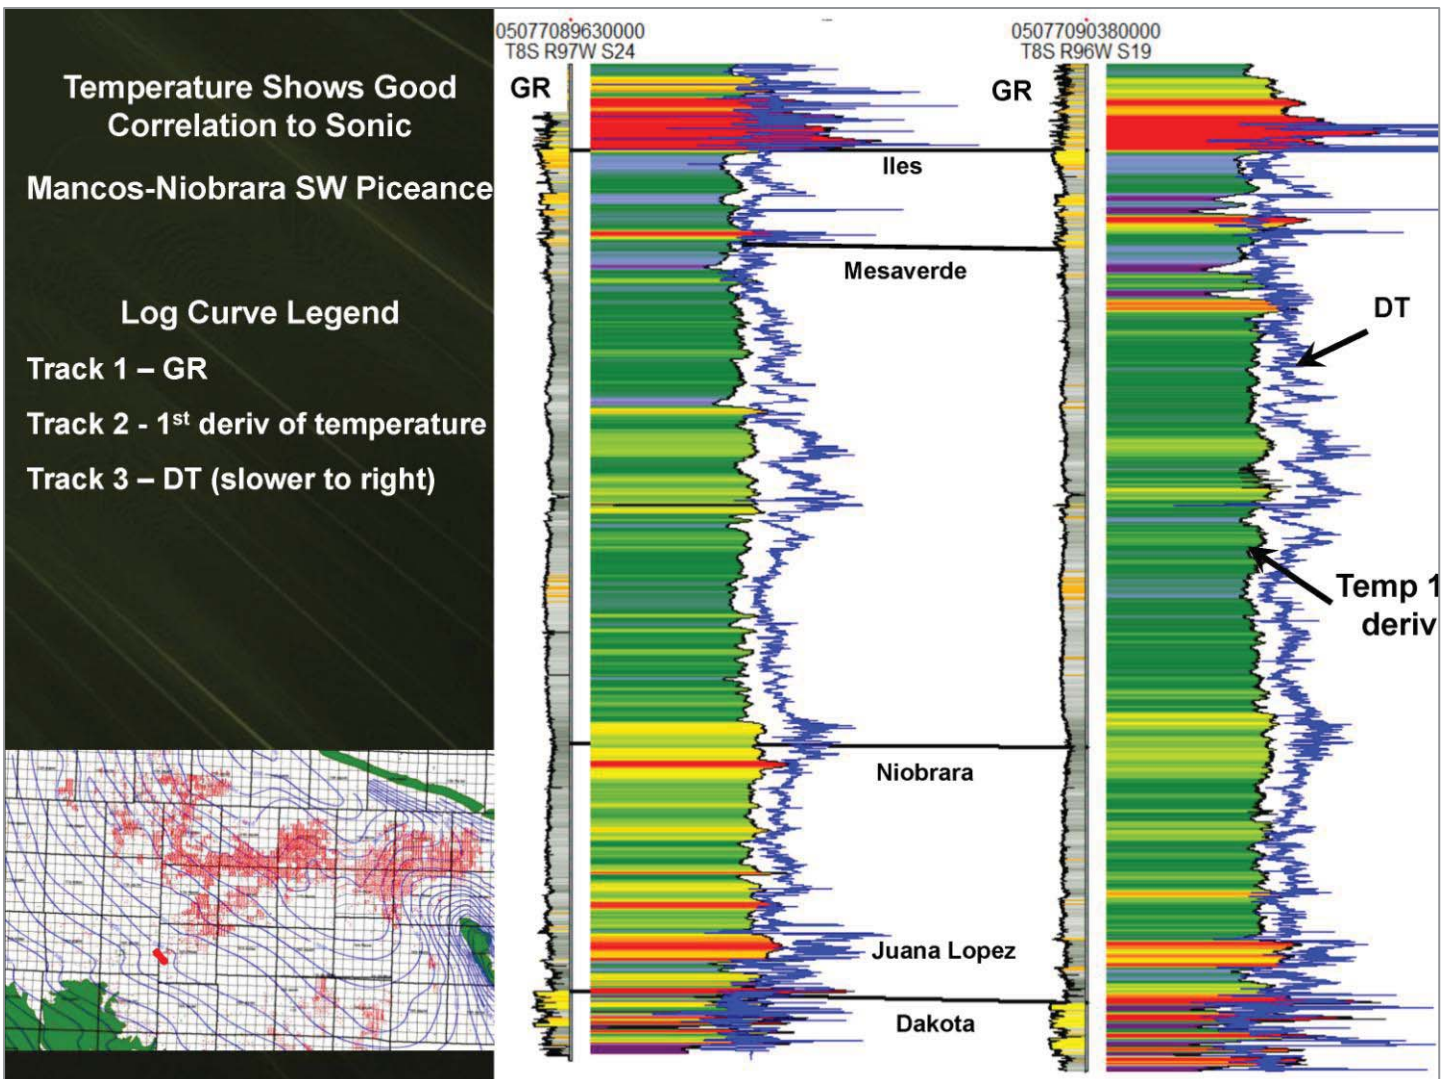 Temperature Shows Good
Correlation to Sonic
Mancos-Niobrara SW Piceance
Log Curve Legend
Track 1 – GR
Track 2 - 1st deriv of temperature
Track 3 – DT (slower to right)
05077089630000
T8S R97W S24
GR
05077090380000
T8S R96W S19
GR
Iles
Mesaverde
DT
Temp 1
deriv
Niobrara
Juana Lopez
Dakota